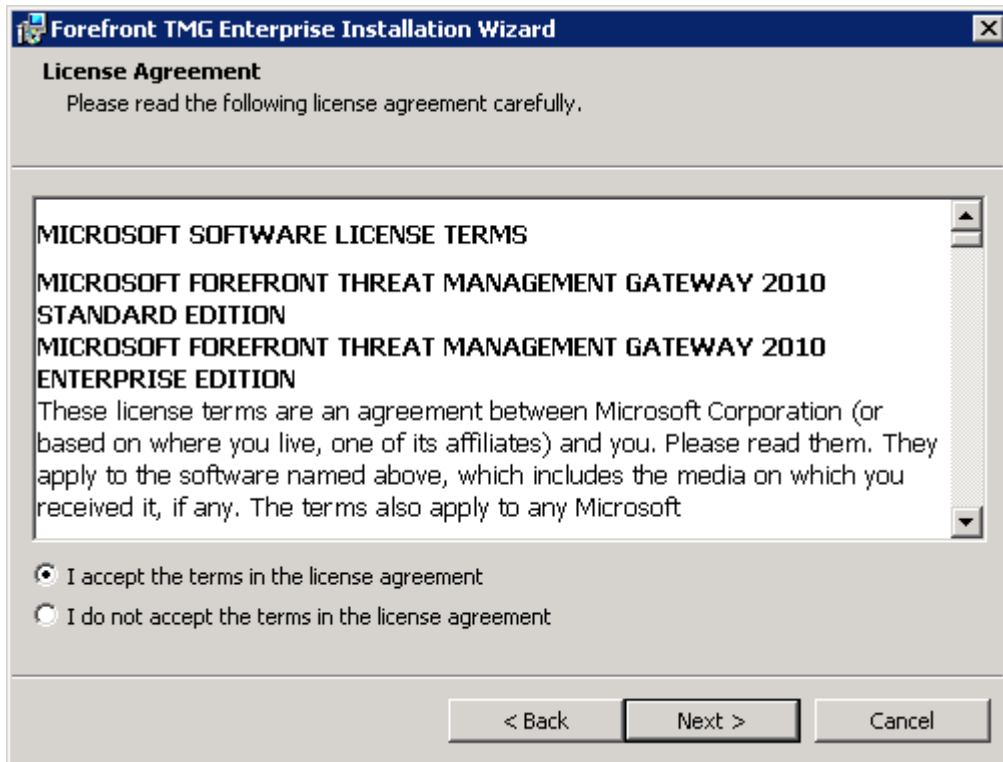 Forefront TMG Enterprise Installation Wizard
License Agreement
Please read the following license agreement carefully.
MICROSOFT SOFTWARE LICENSE TERMS
MICROSOFT FOREFRONT THREAT MANAGEMENT GATEWAY 2010
STANDARD EDITION
MICROSOFT FOREFRONT THREAT MANAGEMENT GATEWAY 2010
ENTERPRISE EDITION
These license terms are an agreement between Microsoft Corporation (or
based on where you live, one of its affiliates) and you. Please read them. They
apply to the software named above, which includes the media on which you
received it, if any. The terms also apply to any Microsoft
I accept the terms in the license agreement
I do not accept the terms in the license agreement
< Back Next > Cancel